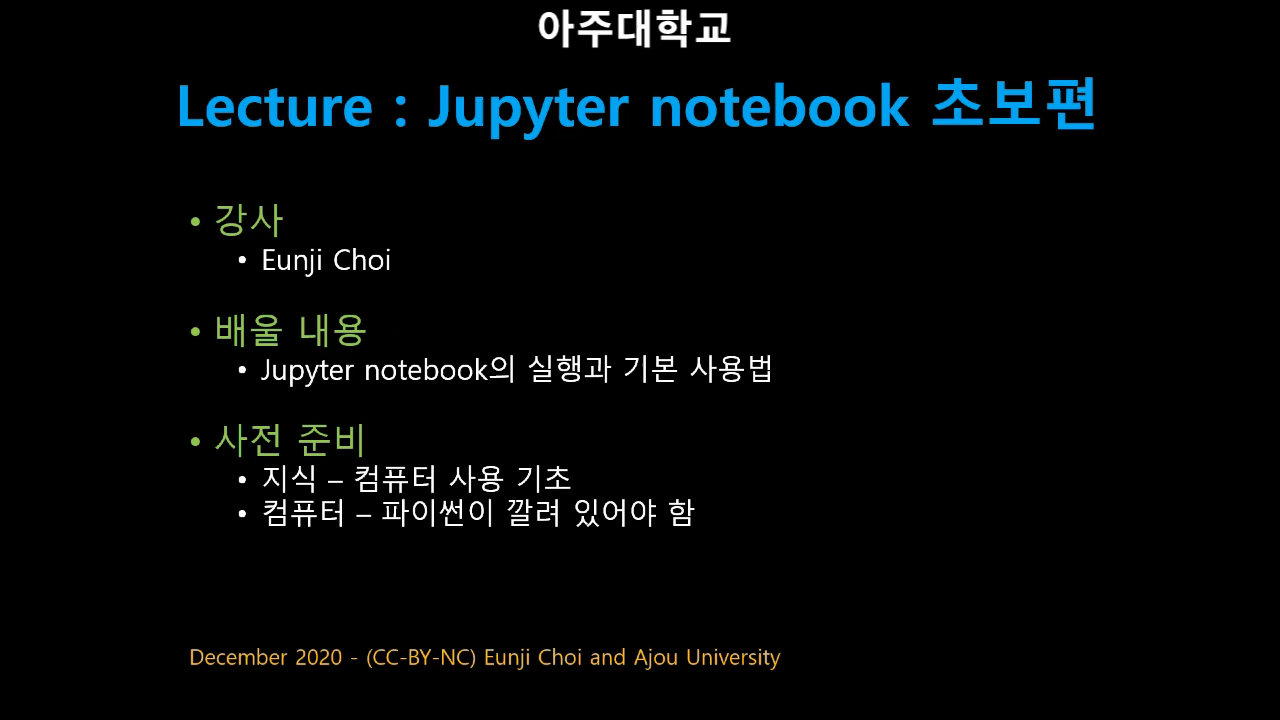 아주대학교
Lecture : Jupyter notebook 초보편
• 강사
• Eunji Choi
• 배울 내용
• Jupyter notebook의 실행과 기본 사용법
• 사전 준비
• 지식 – 컴퓨터 사용 기초
• 컴퓨터 – 파이썬이 깔려 있어야 함
December 2020 - (CC-BY-NC) Eunji Choi and Ajou University